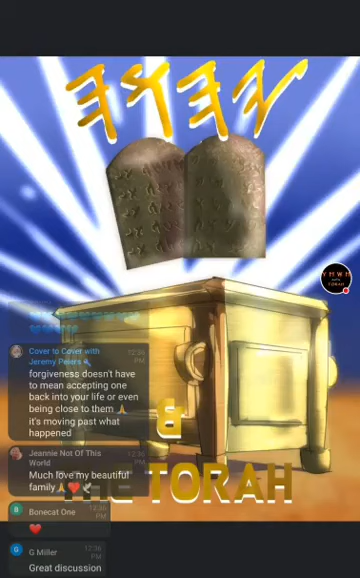 𐤉𐤄𐤅𐤄
Y H W H
TORAH
Cover to Cover with
Jeremy Peters 🔧
12:36
PM
forgiveness doesn't have
to mean accepting one
back into your life or even
being close to them 🙏
it's moving past what
happened
&
THE TORAH
Jeannie Not Of This
World
12:36
PM
Much love my beautiful
family 🙏❤️🕊
B
Bonecat One
12:36
PM
❤️
G
G Miller
12:36
PM
Great discussion